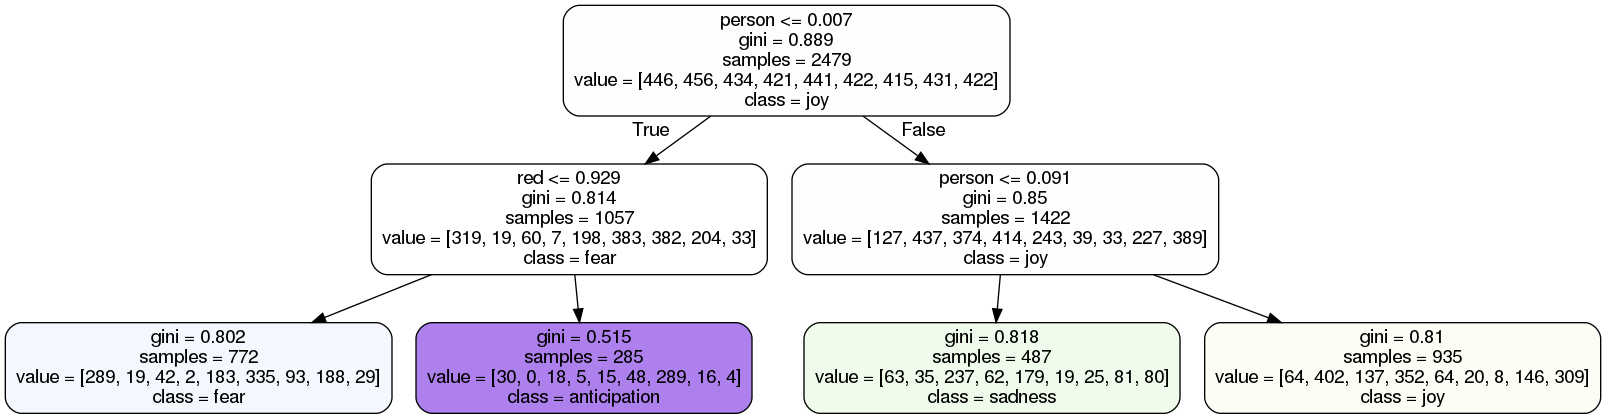 person <= 0.007
gini = 0.889
samples = 2479
value = [446, 456, 434, 421, 441, 422, 415, 431, 422]
class = joy
True
False
red <= 0.929
gini = 0.814
samples = 1057
value = [319, 19, 60, 7, 198, 383, 382, 204, 33]
class = fear
person <= 0.091
gini = 0.85
samples = 1422
value = [127, 437, 374, 414, 243, 39, 33, 227, 389]
class = joy
gini = 0.802
samples = 772
value = [289, 19, 42, 2, 183, 335, 93, 188, 29]
class = fear
gini = 0.515
samples = 285
value = [30, 0, 18, 5, 15, 48, 289, 16, 4]
class = anticipation
gini = 0.818
samples = 487
value = [63, 35, 237, 62, 179, 19, 25, 81, 80]
class = sadness
gini = 0.81
samples = 935
value = [64, 402, 137, 352, 64, 20, 8, 146, 309]
class = joy